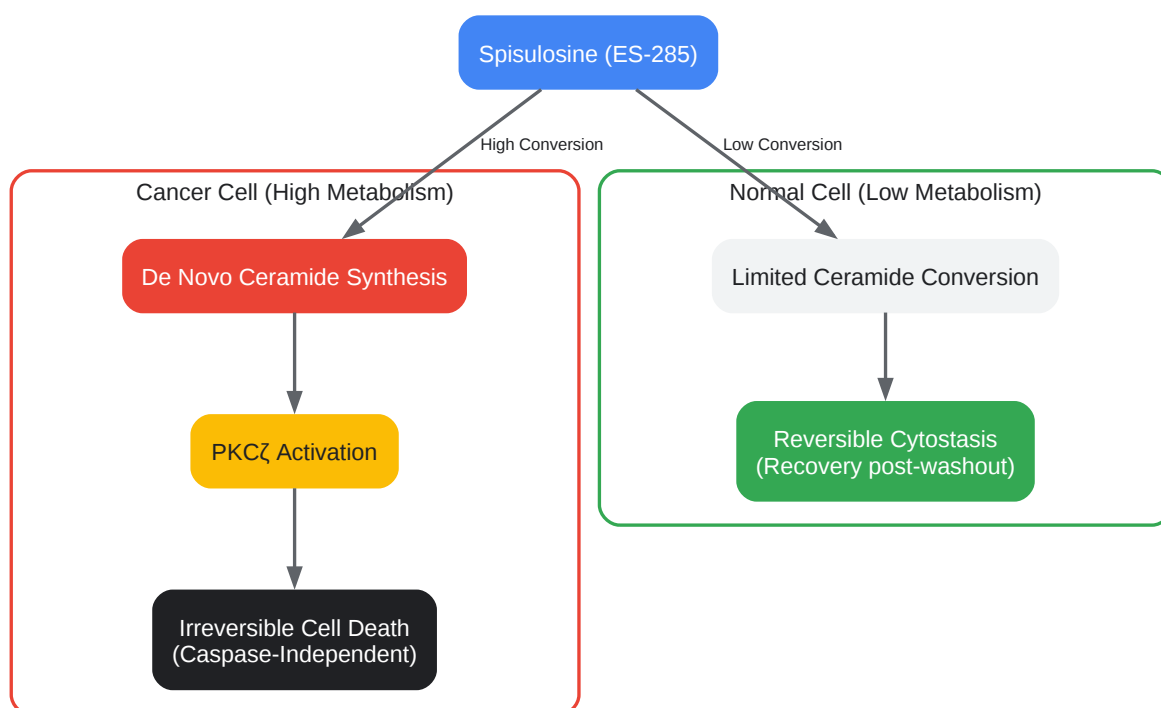 Spisulosine (ES-285)
High Conversion
Low Conversion
Cancer Cell (High Metabolism)
Normal Cell (Low Metabolism)
De Novo Ceramide Synthesis
Limited Ceramide Conversion
PKCζ Activation
Reversible Cytostasis
(Recovery post-washout)
Irreversible Cell Death
(Caspase-Independent)